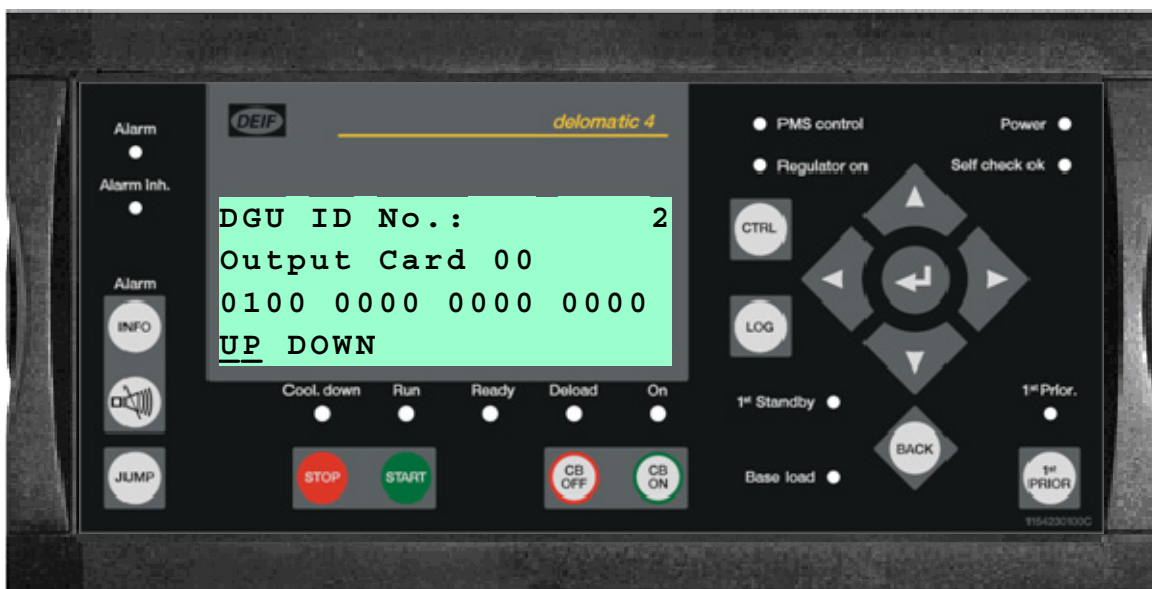 DEIF
delomatic 4
Alarm
Alarm Inh.
DGU ID No.: 2
Output Card 00
0100 0000 0000 0000
UP DOWN
PMS control
Power
Regulator on
Self check ok
CTRL
LOG
Alarm
INFO
JUMP
Cool. down
Run
Ready
Deload
On
STOP
START
CB OFF
CB ON
1st Standby
Base load
BACK
1st Prior.
1st PRIOR
1154230100C